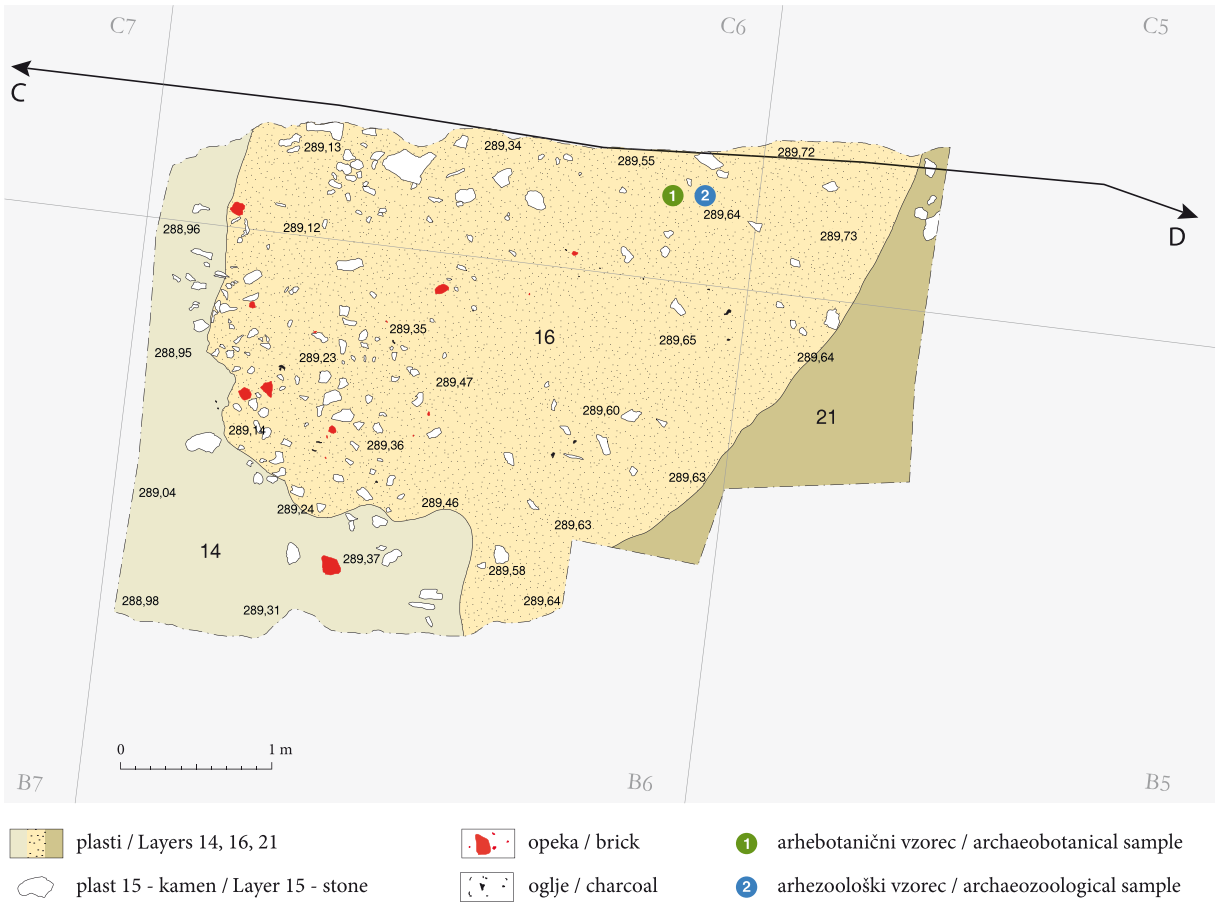 C7 C6 C5
C
289,13 289,34 289,55 289,72
1 2
289,64
288,96 289,12 289,73
D
289,35 16 289,65
288,95 289,23 289,64
289,47
289,60 21
289,14 289,36
289,63
289,04 289,24 289,46
289,63
14 289,37 289,58
288,98 289,31 289,64
0 1 m
B7 B6 B5
plasti / Layers 14, 16, 21 opeka / brick 1 arhebotanični vzorec / archaeobotanical sample
plast 15 - kamen / Layer 15 - stone oglje / charcoal 2 arhezoološki vzorec / archaeozoological sample